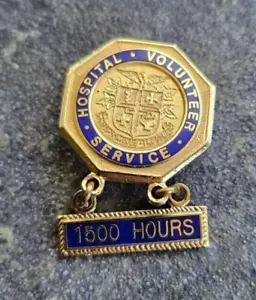 HOSPITAL · VOLUNTEER
· SERVICE ·
1500 HOURS